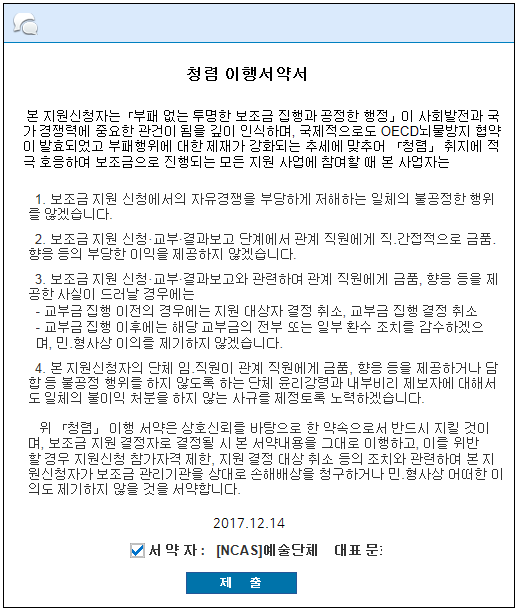 청렴 이행서약서
본 지원신청자는「부패 없는 투명한 보조금 집행과 공정한 행정」이 사회발전과 국
가 경쟁력에 중요한 관건이 됨을 깊이 인식하며, 국제적으로도 OECD뇌물방지 협약
이 발효되었고 부패행위에 대한 제재가 강화되는 추세에 맞추어 「청렴」 취지에 적
극 호응하여 보조금으로 진행되는 모든 지원 사업에 참여할 때 본 사업자는
1. 보조금 지원 신청에서의 자유경쟁을 부당하게 저해하는 일체의 불공정한 행위
를 않겠습니다.
2. 보조금 지원 신청·교부·결과보고 단계에서 관계 직원에게 직.간접적으로 금품.
향응 등의 부당한 이익을 제공하지 않겠습니다.
3. 보조금 지원 신청·교부·결과보고와 관련하여 관계 직원에게 금품, 향응 등을 제
공한 사실이 드러날 경우에는
- 교부금 집행 이전의 경우에는 지원 대상자 결정 취소, 교부금 집행 결정 취소
- 교부금 집행 이후에는 해당 교부금의 전부 또는 일부 환수 조치를 감수하겠으
며, 민.형사상 이의를 제기하지 않겠습니다.
4. 본 지원신청자의 단체 임.직원이 관계 직원에게 금품, 향응 등을 제공하거나 담
합 등 불공정 행위를 하지 않도록 하는 단체 윤리강령과 내부비리 제보자에 대해서
도 일체의 불이익 처분을 하지 않는 사규를 제정토록 노력하겠습니다.
위 「청렴」 이행 서약은 상호신뢰를 바탕으로 한 약속으로서 반드시 지킬 것이
며, 보조금 지원 결정자로 결정될 시 본 서약내용을 그대로 이행하고, 이를 위반
할 경우 지원신청 참가자격 제한, 지원 결정 대상 취소 등의 조치와 관련하여 본 지
원신청자가 보조금 관리기관을 상대로 손해배상을 청구하거나 민.형사상 어떠한 이
의도 제기하지 않을 것을 서약합니다.
2017.12.14
서 약 자 : [NCAS]예술단체 대표 문
제 출